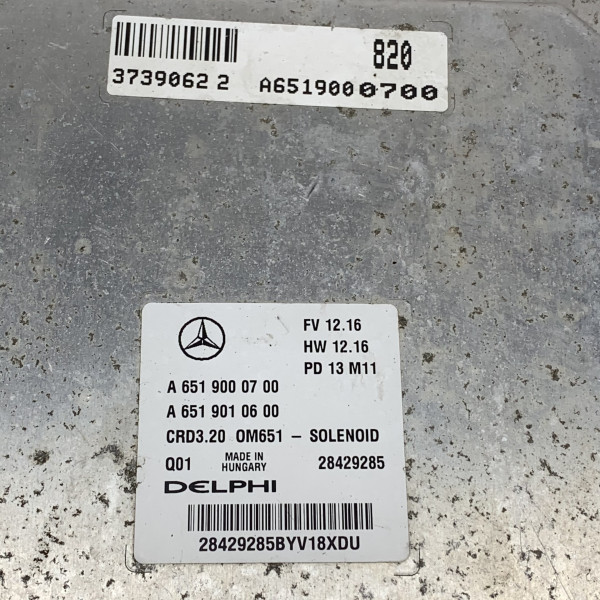 820
3739062 2 A6519000700
FV 12.16
HW 12.16
PD 13 M11
A 651 900 07 00
A 651 901 06 00
CRD3.20 OM651 - SOLENOID
Q01 MADE IN HUNGARY 28429285
DELPHI
28429285BYV18XDU